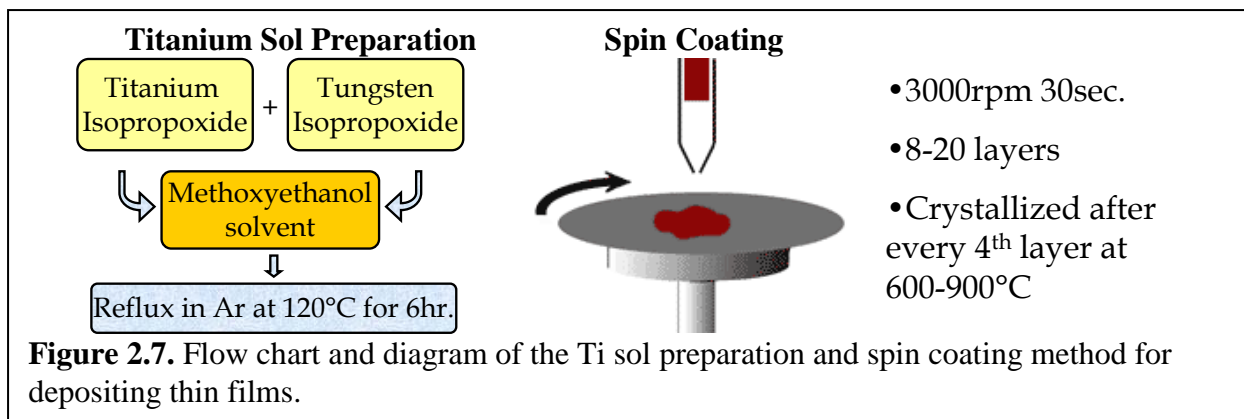 Titanium Sol Preparation
Titanium
Isopropoxide
+
Tungsten
Isopropoxide
Methoxyethanol
solvent
Reflux in Ar at 120°C for 6hr.
Spin Coating
•3000rpm 30sec.
•8-20 layers
•Crystallized after
every 4th layer at
600-900°C
Figure 2.7. Flow chart and diagram of the Ti sol preparation and spin coating method for
depositing thin films.